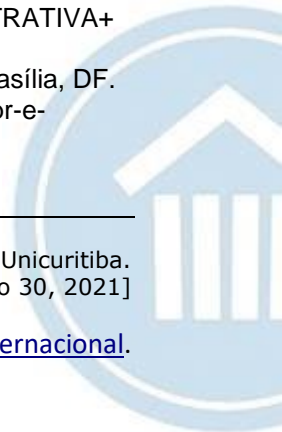 TRATIVA+
asília, DF.
or-e-
Unicuritiba.
o 30, 2021]
ernacional.